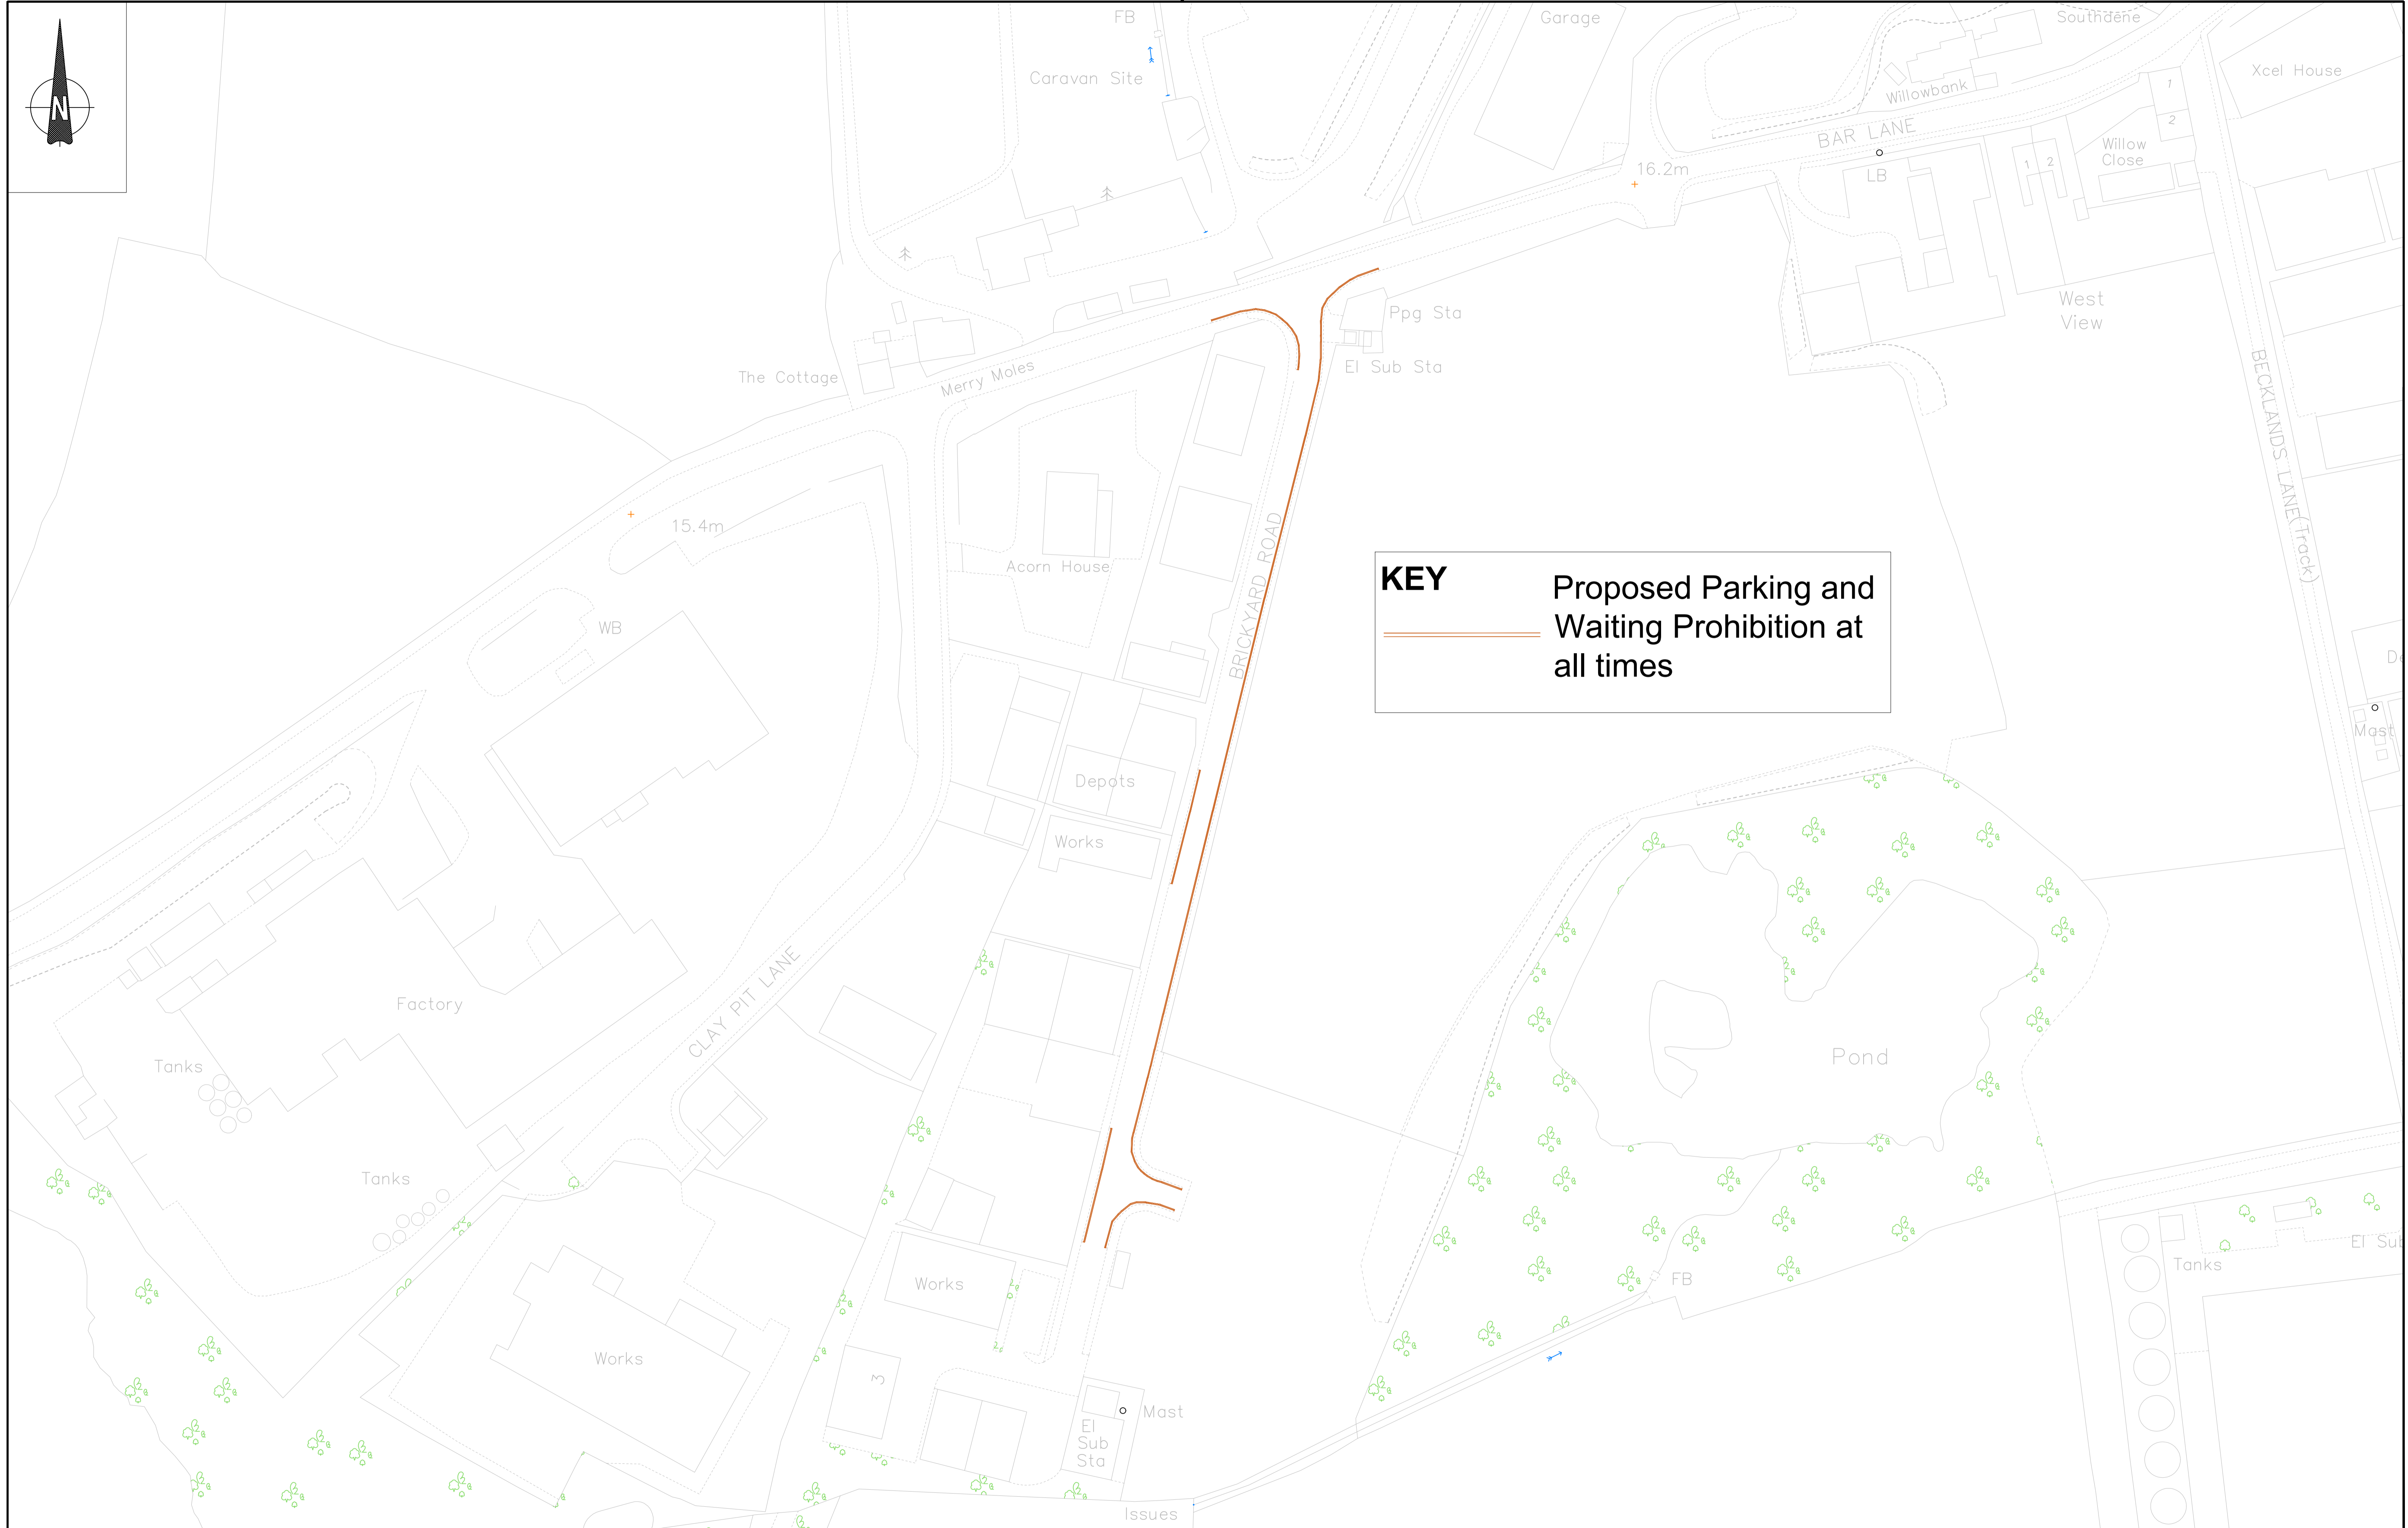 N
FB
Caravan Site
Garage
Southdene
Willowbank
Xcel House
BAR LANE
1
2
16.2m
LB
1 2
Willow
Close
West
View
Ppg Sta
El Sub Sta
The Cottage
Merry Moles
15.4m
Acorn House
BRICKYARD ROAD
BECKLANDS LANE(Track)
KEY
Proposed Parking and
Waiting Prohibition at
all times
WB
Depots
Works
Mast
Factory
CLAY PIT LANE
Tanks
Pond
Tanks
Works
FB
Tanks
El Sub
Works
3
Mast
El
Sub
Sta
Issues